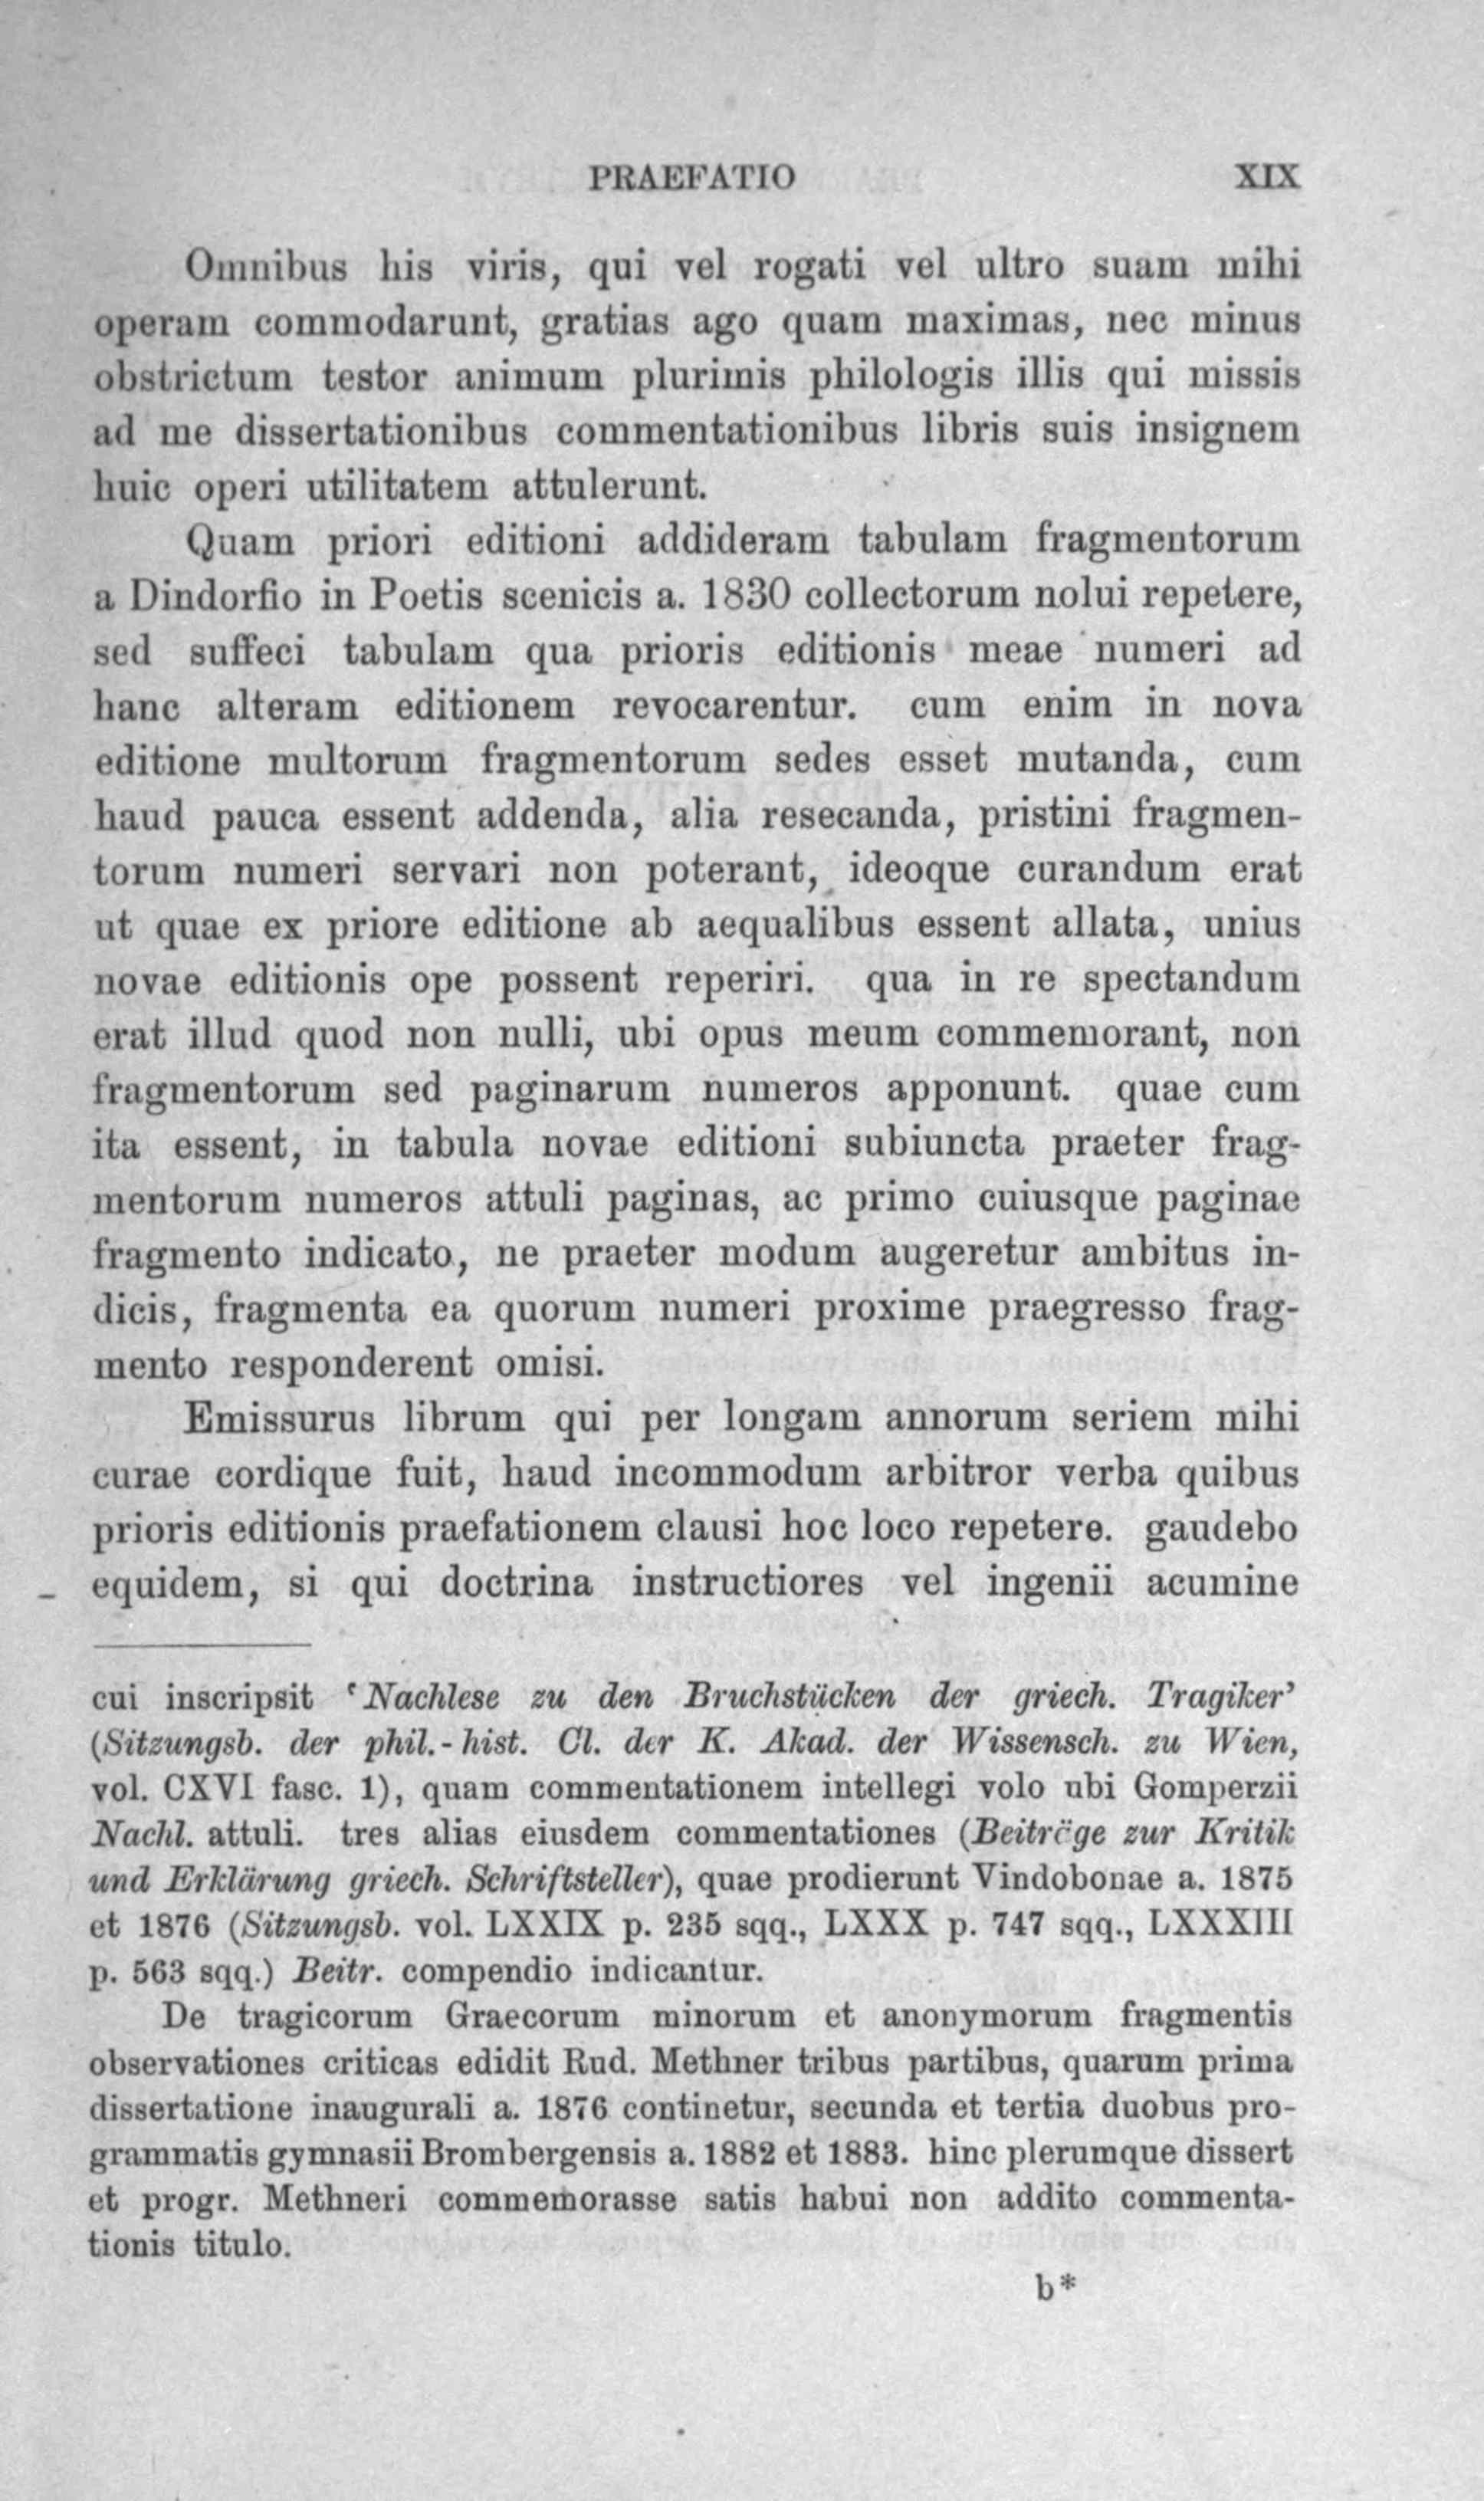 PRAEFATIO XIX
Omnibus his viris, qui vel rogati vel ultro suam mihi
operam commodarunt, gratias ago quam maximas, nec minus
obstrictum testor animum plurimis philologis illis qui missis
ad me dissertationibus commentationibus libris suis insignem
huic operi utilitatem attulerunt.
Quam priori editioni addideram tabulam fragmentorum
a Dindorfio in Poetis scenicis a. 1830 collectorum nolui repetere,
sed suffeci tabulam qua prioris editionis meae numeri ad
hanc alteram editionem revocarentur. cum enim in nova
editione multorum fragmentorum sedes esset mutanda, cum
haud pauca essent addenda, alia resecanda, pristini fragmen-
torum numeri servari non poterant, ideoque curandum erat
ut quae ex priore editione ab aequalibus essent allata, unius
novae editionis ope possent reperiri. qua in re spectandum
erat illud quod non nulli, ubi opus meum commemorant, non
fragmentorum sed paginarum numeros apponunt. quae cum
ita essent, in tabula novae editioni subiuncta praeter frag-
mentorum numeros attuli paginas, ac primo cuiusque paginae
fragmento indicato, ne praeter modum augeretur ambitus in-
dicis, fragmenta ea quorum numeri proxime praegresso frag-
mento responderent omisi.
Emissurus librum qui per longam annorum seriem mihi
curae cordique fuit, haud incommodum arbitror verba quibus
prioris editionis praefationem clausi hoc loco repetere. gaudebo
equidem, si qui doctrina instructiores vel ingenii acumine
cui inscripsit ‘Nachlese zu den Bruchstücken der griech. Tragiker’
(Sitzungsb. der phil.-hist. Cl. der K. Akad. der Wissensch. zu Wien,
vol. CXVI fasc. 1), quam commentationem intellegi volo ubi Gomperzii
Nachl. attuli. tres alias eiusdem commentationes (Beiträge zur Kritik
und Erklärung griech. Schriftsteller), quae prodierunt Vindobonae a. 1875
et 1876 (Sitzungsb. vol. LXXIX p. 235 sqq., LXXX p. 747 sqq., LXXXIII
p. 563 sqq.) Beitr. compendio indicantur.
De tragicorum Graecorum minorum et anonymorum fragmentis
observationes criticas edidit Rud. Methner tribus partibus, quarum prima
dissertatione inaugurali a. 1876 continetur, secunda et tertia duobus pro-
grammatis gymnasii Brombergensis a. 1882 et 1883. hinc plerumque dissert
et progr. Methneri commemorasse satis habui non addito commenta-
tionis titulo.
b*